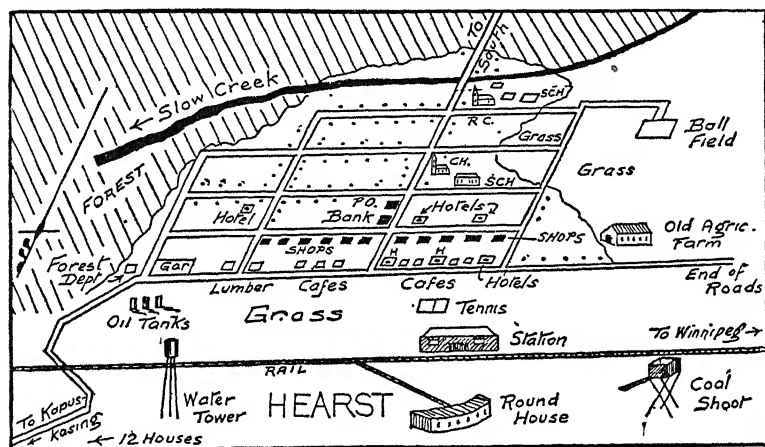 TO
SOUTH
Slow Creek
SCH
R.C.
FOREST
Grass
Ball
Field
Grass
CH.
SCH
P.O.
Bank
Hotel
Hotels
SHOPS
SHOPS
Old Agric.
Farm
Forest
Dept
Gar
H
H
Lumber
Cafes
Cafes
Hotels
End of
Roads
Oil Tanks
Grass
Tennis
Station
To Winnipeg
RAIL
To Kapus-
kasing
12 Houses
Water
Tower
HEARST
Round
House
Coal
Shoot